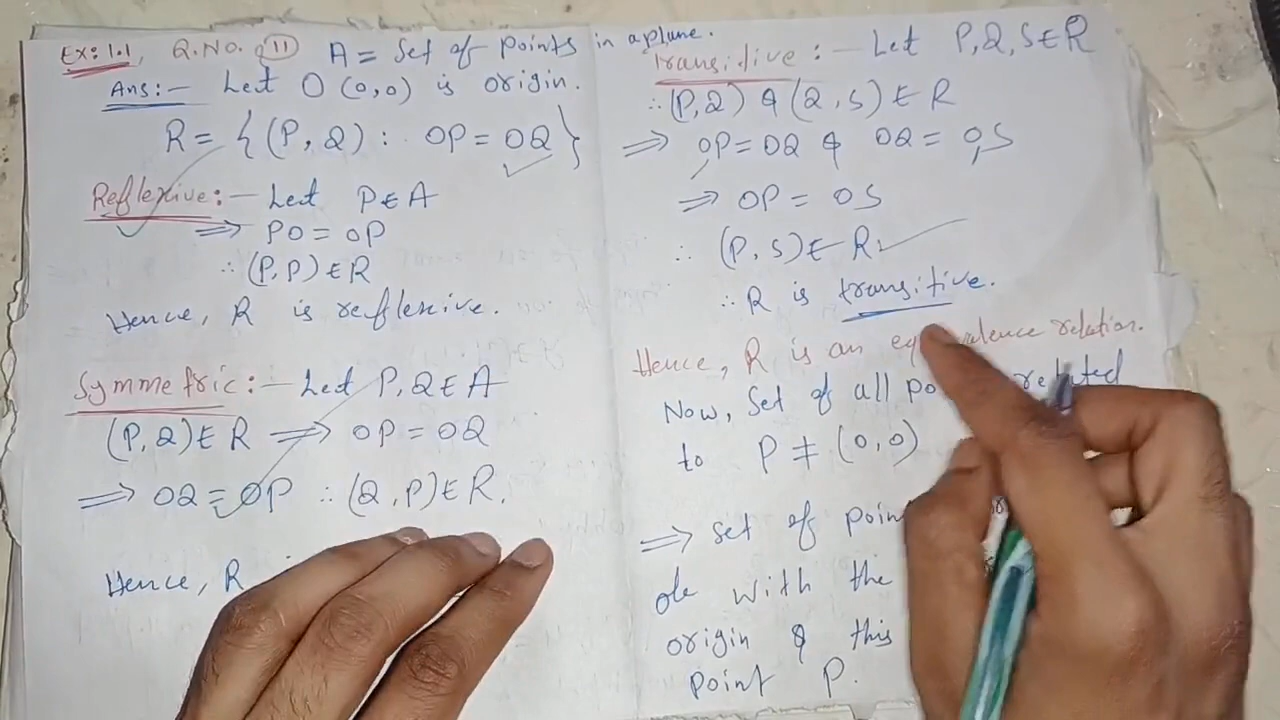 Ex: 1.1, Q.No. 11 A = Set of Points in a plane.
Ans:- Let O (0,0) is origin.
R = {(P, Q) : OP = OQ}
Reflexive:- Let P ∈ A
⇒ PO = OP
∴ (P, P) ∈ R
Hence, R is reflexive.
Symmetric:- Let P, Q ∈ A
(P, Q) ∈ R ⇒ OP = OQ
⇒ OQ = OP ∴ (Q, P) ∈ R.
Hence, R
Transitive:- Let P, Q, S ∈ R
∴ (P, Q) & (Q, S) ∈ R
⇒ OP = OQ & OQ = OS
⇒ OP = OS
∴ (P, S) ∈ R
∴ R is transitive.
Hence, R is an equivalence relation.
Now, Set of all po related
to P ≠ (0,0)
⇒ Set of poin
ole with the
origin & this
point P.